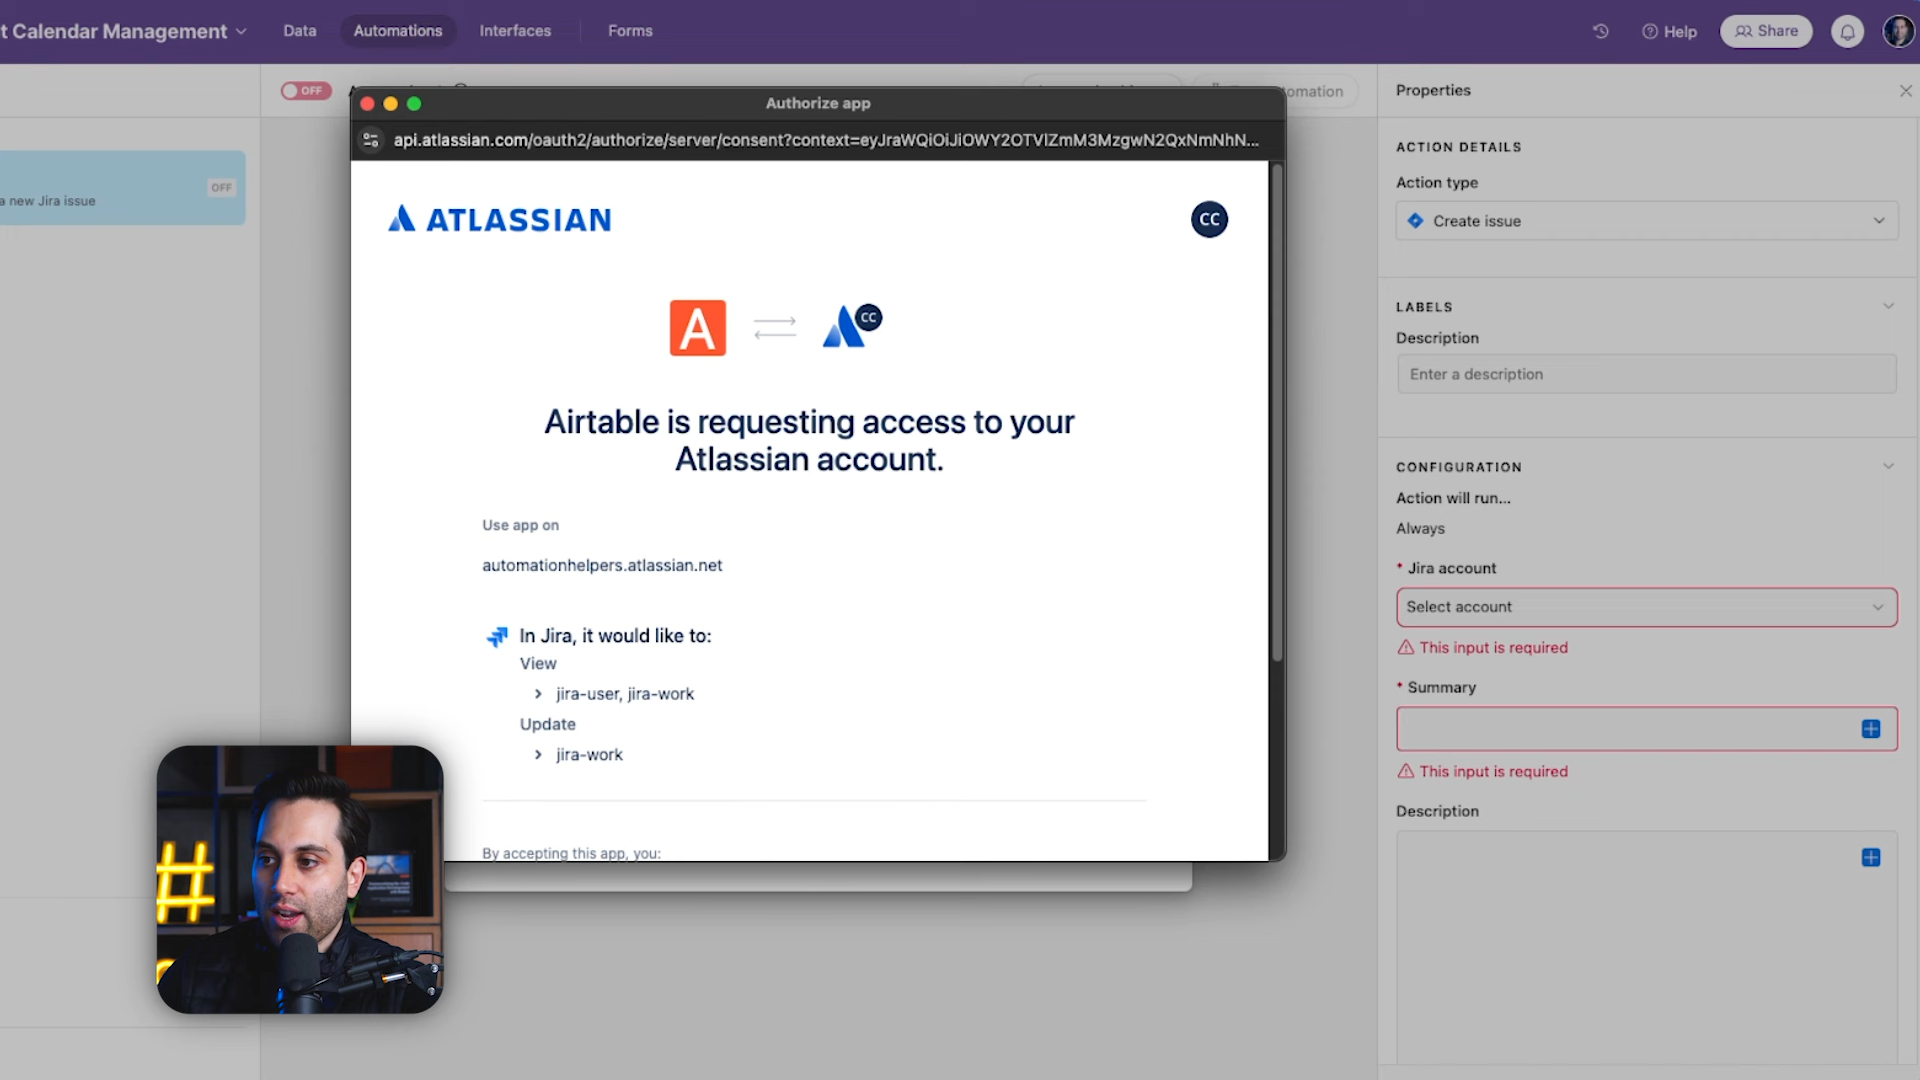 t Calendar Management
Data
Automations
Interfaces
Forms
Help
Share
OFF
omation
Properties
Authorize app
api.atlassian.com/oauth2/authorize/server/consent?context=eyJraWQiOiJiOWY2OTVlZmM3MzgwN2QxNmNhN...
a new Jira issue
OFF
ATLASSIAN
CC
A
CC
Airtable is requesting access to your
Atlassian account.
Use app on
automationhelpers.atlassian.net
In Jira, it would like to:
View
jira-user, jira-work
Update
jira-work
By accepting this app, you:
ACTION DETAILS
Action type
Create issue
LABELS
Description
Enter a description
CONFIGURATION
Action will run...
Always
* Jira account
Select account
This input is required
* Summary
This input is required
Description